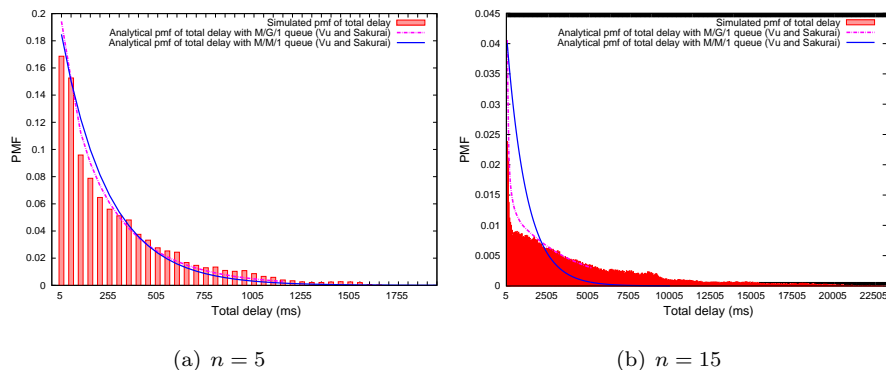 0.2
0.18
0.16
0.14
0.12
0.1
0.08
0.06
0.04
0.02
0
PMF
Simulated pmf of total delay
Analytical pmf of total delay with M/G/1 queue (Vu and Sakurai)
Analytical pmf of total delay with M/M/1 queue (Vu and Sakurai)
5 255 505 755 1005 1255 1505 1755
Total delay (ms)
(a) n = 5
0.045
0.04
0.035
0.03
0.025
0.02
0.015
0.01
0.005
0
PMF
Simulated pmf of total delay
Analytical pmf of total delay with M/G/1 queue (Vu and Sakurai)
Analytical pmf of total delay with M/M/1 queue (Vu and Sakurai)
5 2505 5005 7505 10005 12505 15005 17505 20005 22505
Total delay (ms)
(b) n = 15